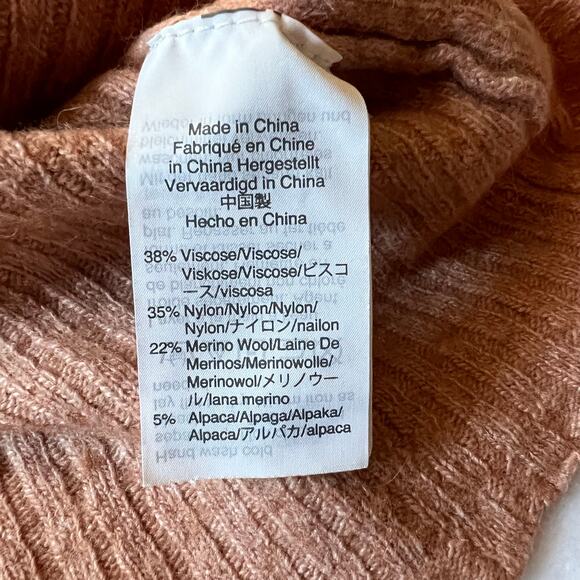 Made in China
Fabriqué en Chine
in China Hergestellt
Vervaardigd in China
中国製
Hecho en China
38% Viscose/Viscose/
Viskose/Viscose/ビスコ
ース/viscosa
35% Nylon/Nylon/Nylon/
Nylon/ナイロン/nailon
22% Merino Wool/Laine De
Merinos/Merinowolle/
Merinowol/メリノウー
ル/lana merino
5% Alpaca/Alpaga/Alpaka/
Alpaca/アルパカ/alpaca
Hand wash cold